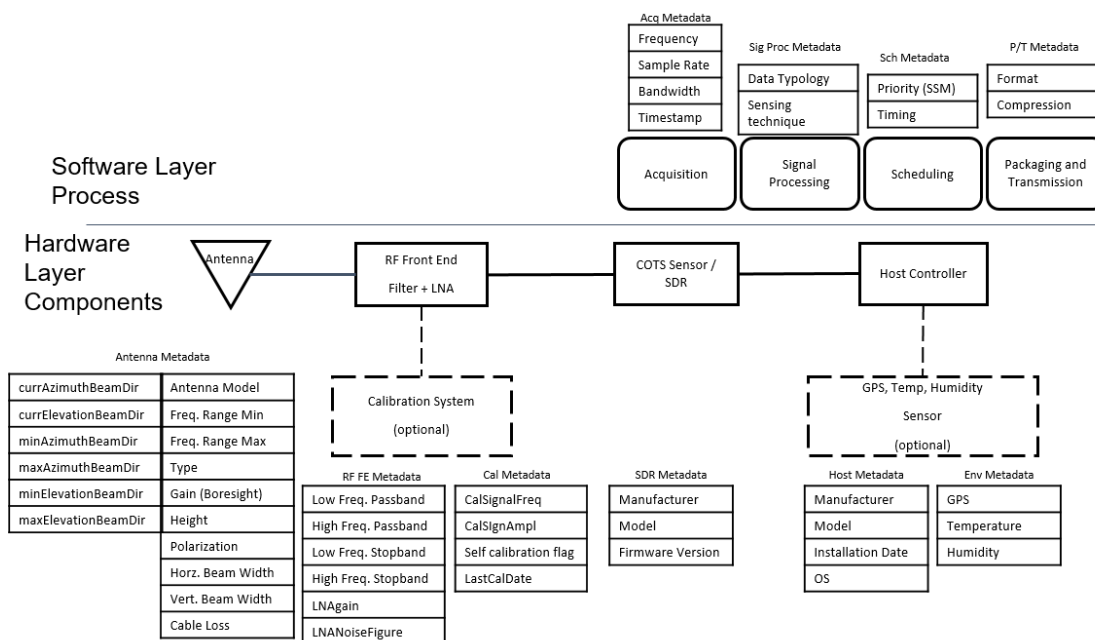 Acq Metadata
Frequency
Sample Rate
Bandwidth
Timestamp
Sig Proc Metadata
Data Typology
Sensing
technique
Sch Metadata
Priority (SSM)
Timing
P/T Metadata
Format
Compression
Software Layer
Process
Acquisition
Signal
Processing
Scheduling
Packaging and
Transmission
Hardware
Layer
Components
Antenna
RF Front End
Filter + LNA
COTS Sensor /
SDR
Host Controller
Calibration System
(optional)
GPS, Temp, Humidity
Sensor
(optional)
Antenna Metadata
currAzimuthBeamDir
currElevationBeamDir
minAzimuthBeamDir
maxAzimuthBeamDir
minElevationBeamDir
maxElevationBeamDir
Antenna Model
Freq. Range Min
Freq. Range Max
Type
Gain (Boresight)
Height
Polarization
Horz. Beam Width
Vert. Beam Width
Cable Loss
RF FE Metadata
Low Freq. Passband
High Freq. Passband
Low Freq. Stopband
High Freq. Stopband
LNAgain
LNANoiseFigure
Cal Metadata
CalSignalFreq
CalSIgnAmpl
Self calibration flag
LastCalDate
SDR Metadata
Manufacturer
Model
Firmware Version
Host Metadata
Manufacturer
Model
Installation Date
OS
Env Metadata
GPS
Temperature
Humidity